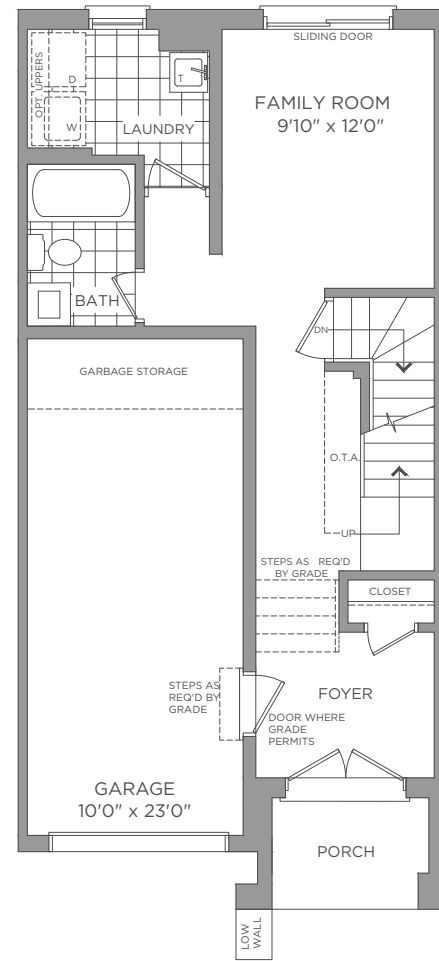 SLIDING DOOR
OPT. UPPERS
D
W
T
LAUNDRY
FAMILY ROOM
9'10" x 12'0"
BATH
DN
GARBAGE STORAGE
O.T.A.
UP
STEPS AS REQ'D
BY GRADE
CLOSET
STEPS AS
REQ'D BY
GRADE
FOYER
DOOR WHERE
GRADE
PERMITS
GARAGE
10'0" x 23'0"
PORCH
LOW
WALL